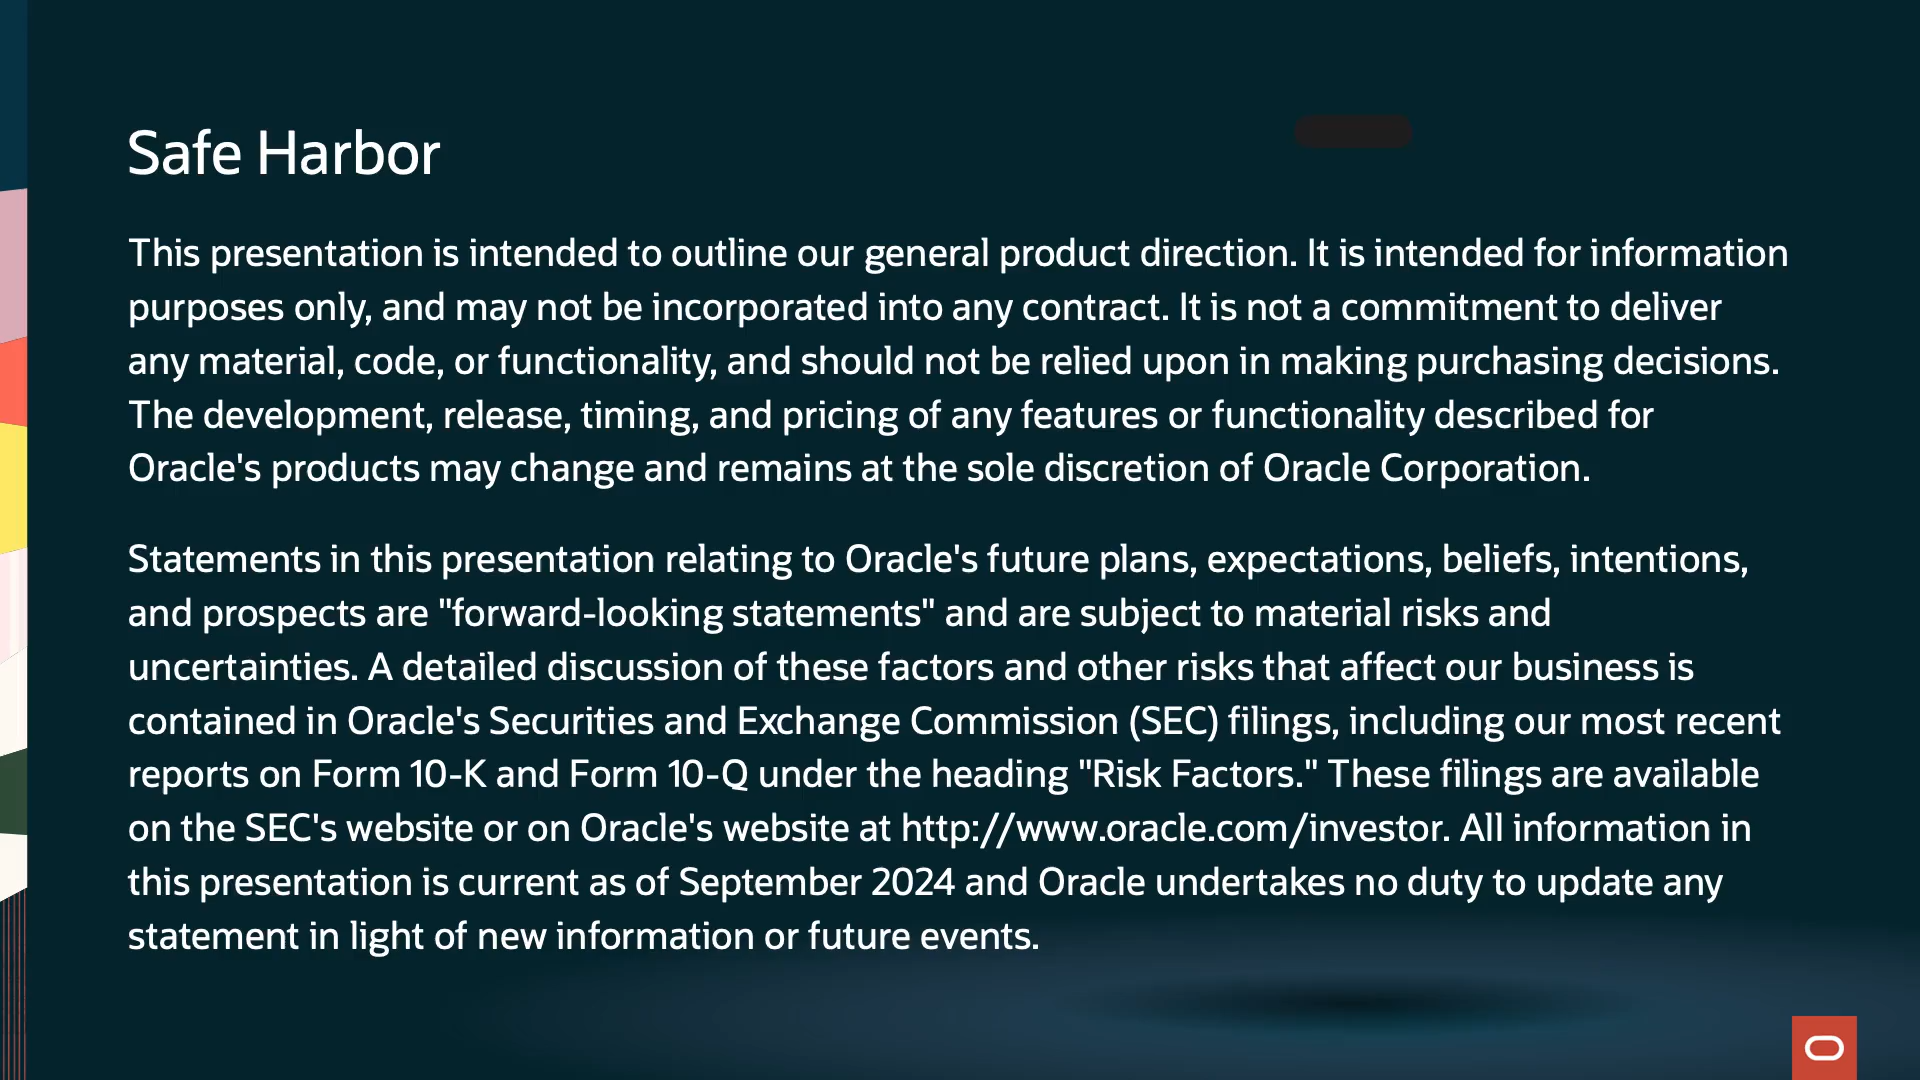 Safe Harbor
This presentation is intended to outline our general product direction. It is intended for information
purposes only, and may not be incorporated into any contract. It is not a commitment to deliver
any material, code, or functionality, and should not be relied upon in making purchasing decisions.
The development, release, timing, and pricing of any features or functionality described for
Oracle's products may change and remains at the sole discretion of Oracle Corporation.
Statements in this presentation relating to Oracle's future plans, expectations, beliefs, intentions,
and prospects are "forward-looking statements" and are subject to material risks and
uncertainties. A detailed discussion of these factors and other risks that affect our business is
contained in Oracle's Securities and Exchange Commission (SEC) filings, including our most recent
reports on Form 10-K and Form 10-Q under the heading "Risk Factors." These filings are available
on the SEC's website or on Oracle's website at http://www.oracle.com/investor. All information in
this presentation is current as of September 2024 and Oracle undertakes no duty to update any
statement in light of new information or future events.